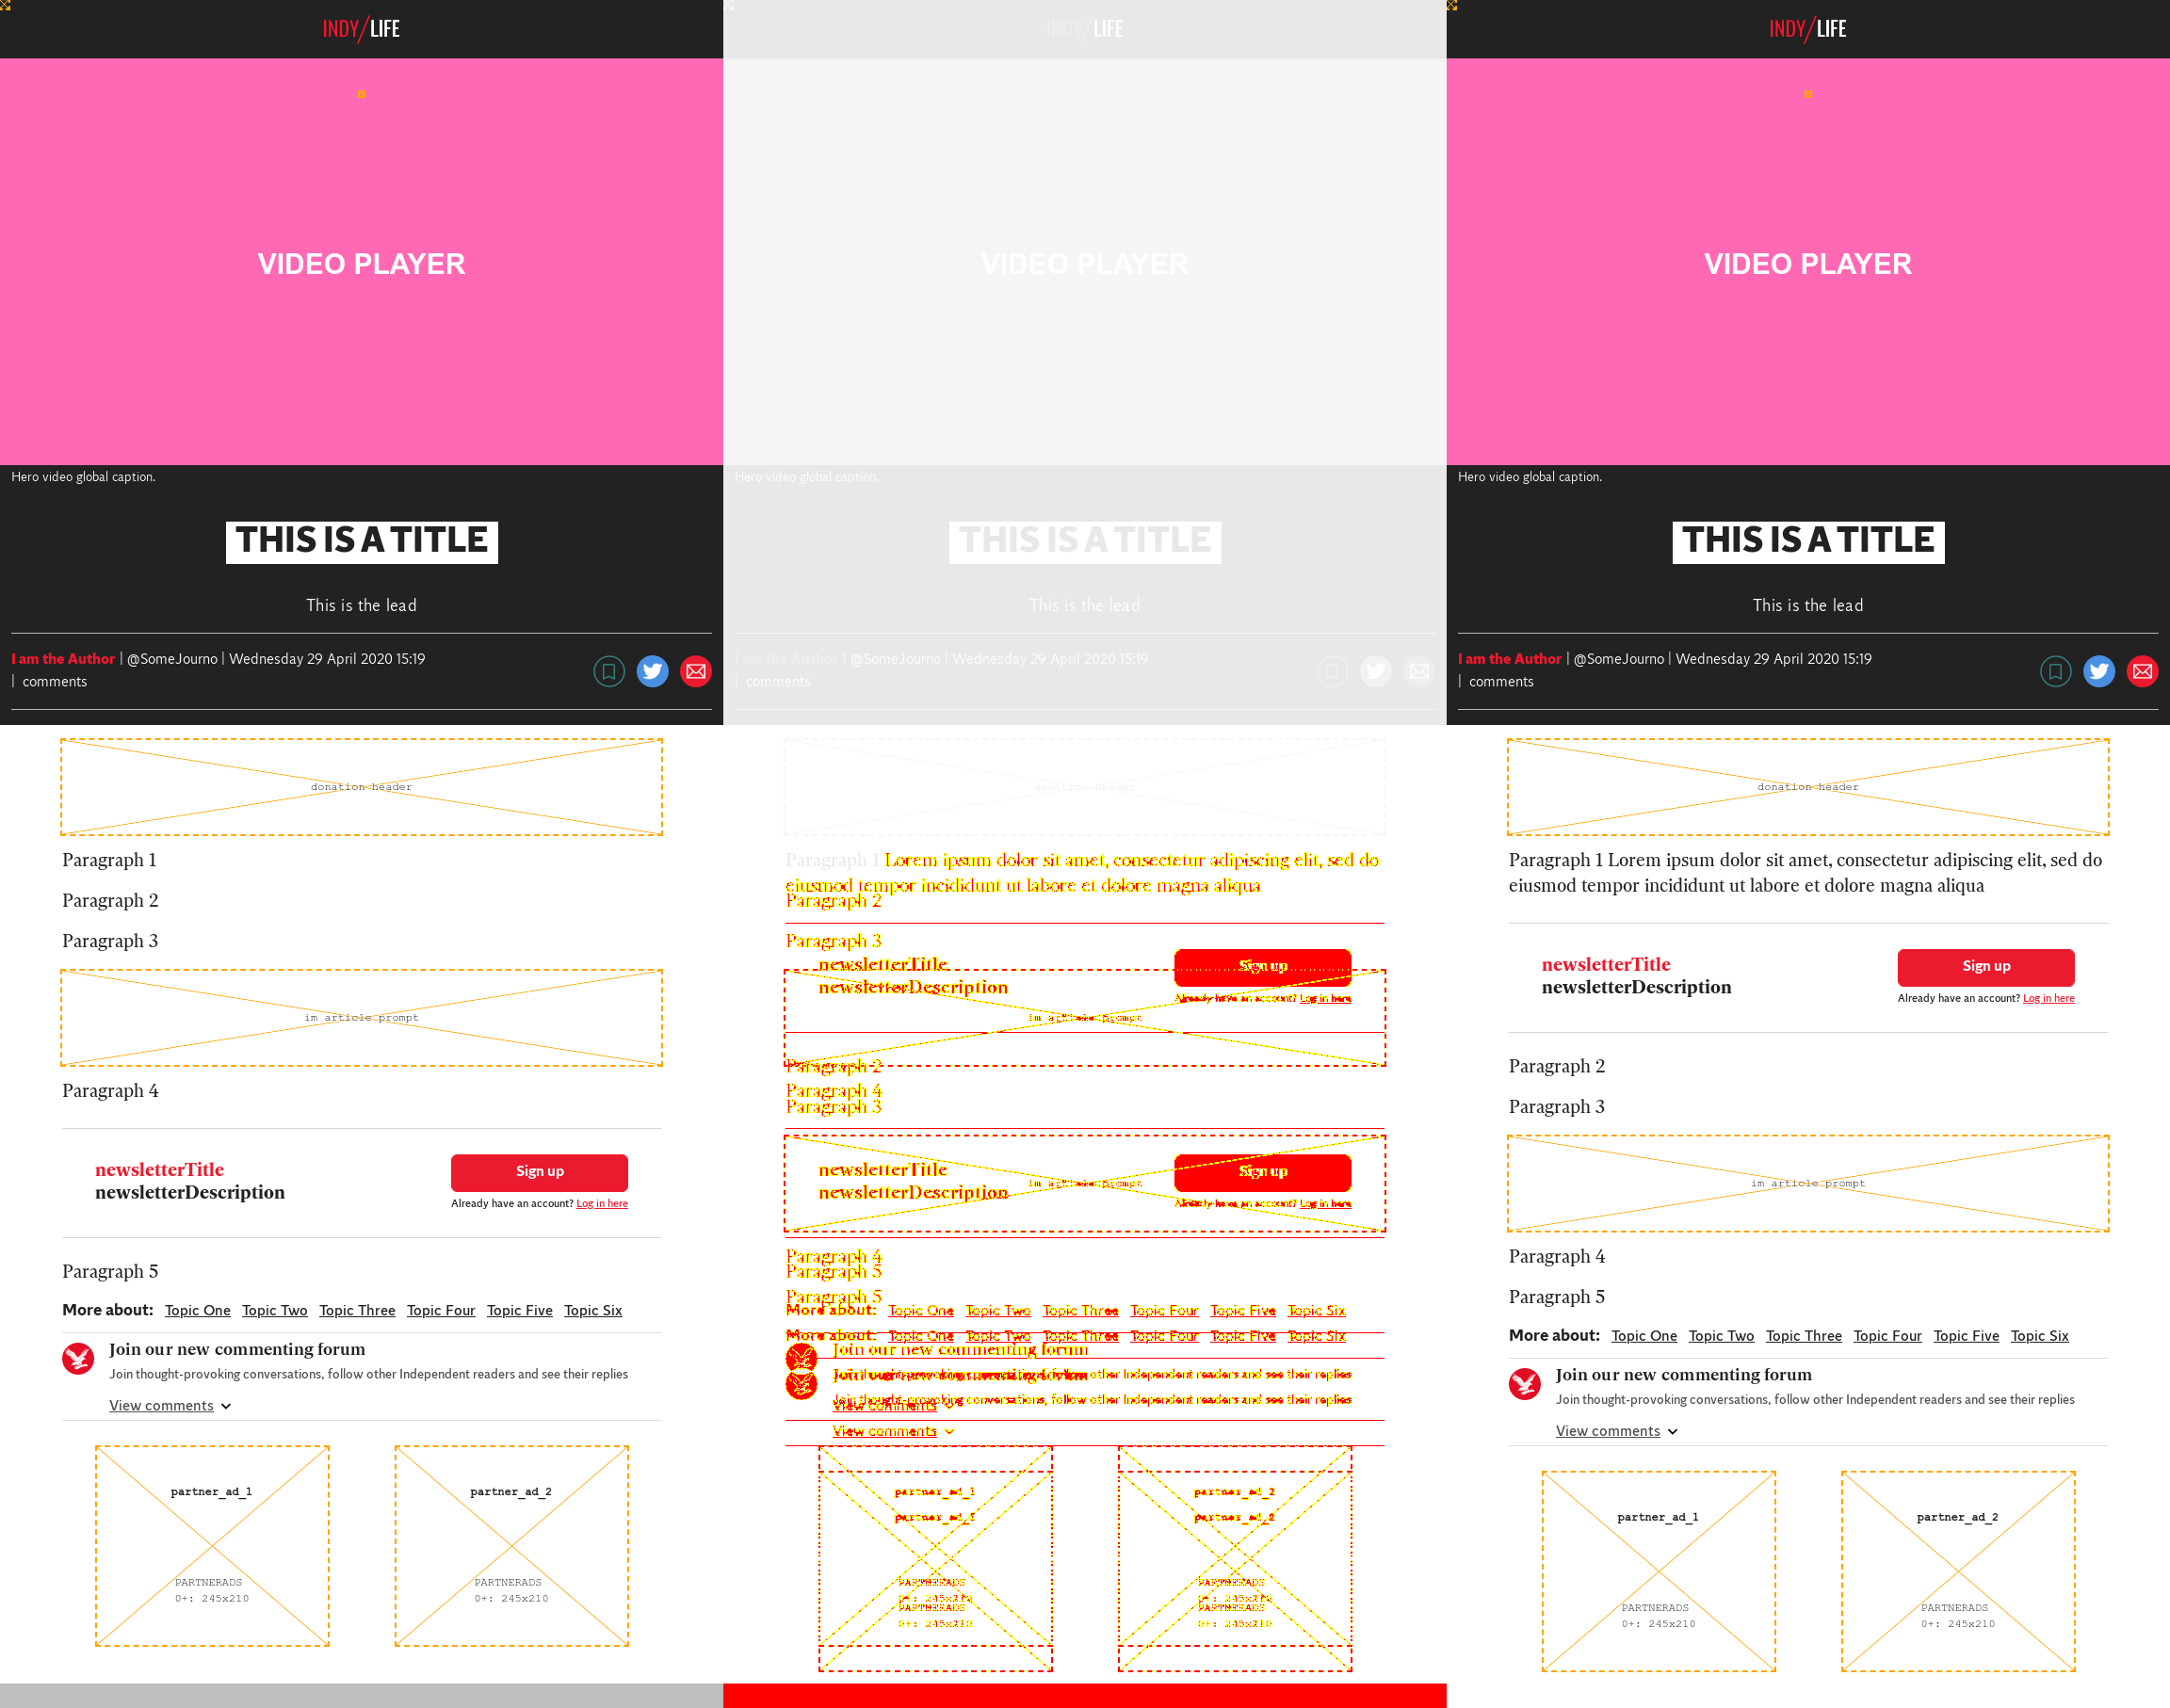 INDY/LIFE
VIDEO PLAYER
Hero video global caption.
THIS IS A TITLE
This is the lead
I am the Author | @SomeJourno | Wednesday 29 April 2020 15:19
| comments
donation header
Paragraph 1
Paragraph 2
Paragraph 3
im article prompt
Paragraph 4
newsletterTitle
newsletterDescription
Sign up
Already have an account? Log in here
Paragraph 5
More about: Topic One Topic Two Topic Three Topic Four Topic Five Topic Six
Join our new commenting forum
Join thought-provoking conversations, follow other Independent readers and see their replies
View comments
partner_ad_1
PARTNERADS
0+: 245x210
partner_ad_2
PARTNERADS
0+: 245x210
INDY/LIFE
VIDEO PLAYER
Hero video global caption.
THIS IS A TITLE
This is the lead
I am the Author | @SomeJourno | Wednesday 29 April 2020 15:19
| comments
donation header
Paragraph 1 Lorem ipsum dolor sit amet, consectetur adipiscing elit, sed do
eiusmod tempor incididunt ut labore et dolore magna aliqua
Paragraph 2
Paragraph 3
newsletterTitle
newsletterDescription
Sign up
Already have an account? Log in here
im article prompt
Paragraph 2
Paragraph 4
Paragraph 3
newsletterTitle
newsletterDescription
im article prompt
Sign up
Already have an account? Log in here
Paragraph 4
Paragraph 5
Paragraph 5
More about: Topic One Topic Two Topic Three Topic Four Topic Five Topic Six
More about: Topic One Topic Two Topic Three Topic Four Topic Five Topic Six
Join our new commenting forum
Join our new commenting forum
Join thought-provoking conversations, follow other Independent readers and see their replies
Join thought-provoking conversations, follow other Independent readers and see their replies
View comments
View comments
partner_ad_1
partner_ad_1
PARTNERADS
0+: 245x210
PARTNERADS
0+: 245x210
partner_ad_2
partner_ad_2
PARTNERADS
0+: 245x210
PARTNERADS
0+: 245x210
INDY/LIFE
VIDEO PLAYER
Hero video global caption.
THIS IS A TITLE
This is the lead
I am the Author | @SomeJourno | Wednesday 29 April 2020 15:19
| comments
donation header
Paragraph 1 Lorem ipsum dolor sit amet, consectetur adipiscing elit, sed do
eiusmod tempor incididunt ut labore et dolore magna aliqua
newsletterTitle
newsletterDescription
Sign up
Already have an account? Log in here
Paragraph 2
Paragraph 3
im article prompt
Paragraph 4
Paragraph 5
More about: Topic One Topic Two Topic Three Topic Four Topic Five Topic Six
Join our new commenting forum
Join thought-provoking conversations, follow other Independent readers and see their replies
View comments
partner_ad_1
PARTNERADS
0+: 245x210
partner_ad_2
PARTNERADS
0+: 245x210